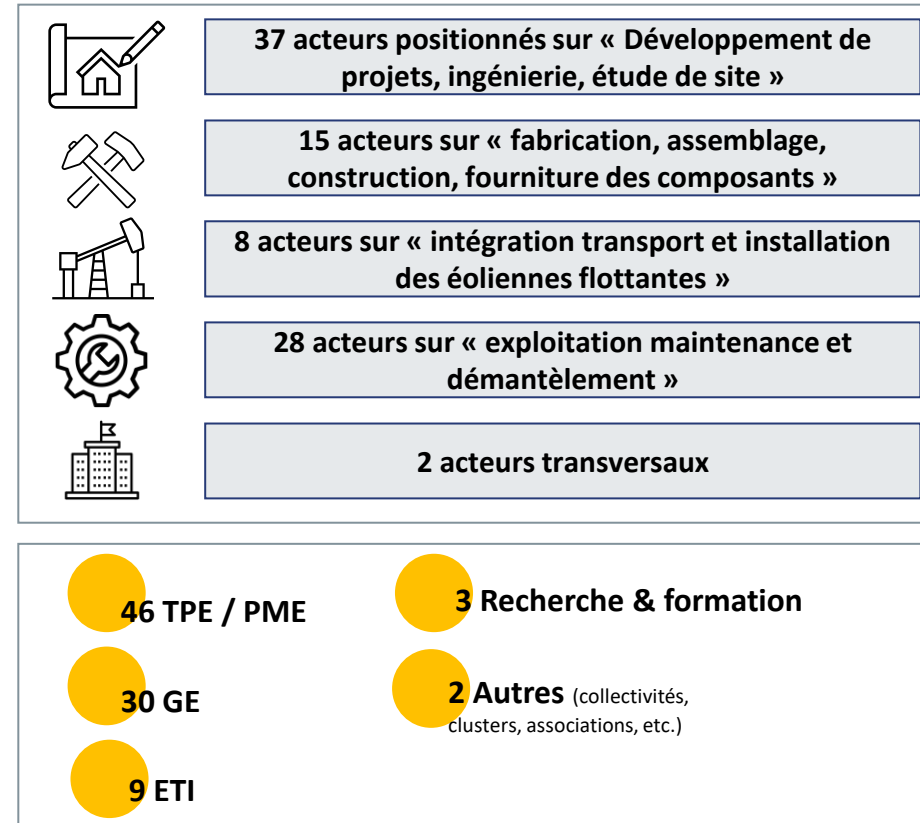 37 acteurs positionnés sur « Développement de
projets, ingénierie, étude de site »
15 acteurs sur « fabrication, assemblage,
construction, fourniture des composants »
8 acteurs sur « intégration transport et installation
des éoliennes flottantes »
28 acteurs sur « exploitation maintenance et
démantèlement »
2 acteurs transversaux
46 TPE / PME
30 GE
9 ETI
3 Recherche & formation
2 Autres (collectivités,
clusters, associations, etc.)